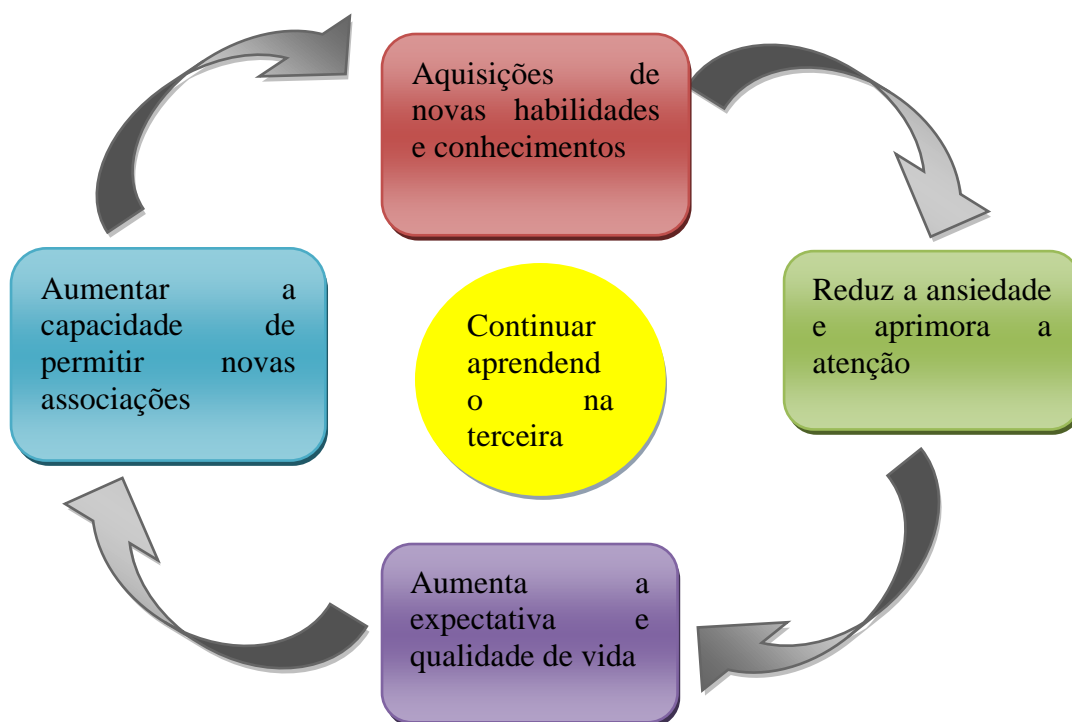 Aquisições de
novas habilidades
e conhecimentos
Aumentar a
capacidade de
permitir novas
associações
Continuar
aprendend
o na
terceira
Reduz a ansiedade
e aprimora a
atenção
Aumenta a
expectativa e
qualidade de vida